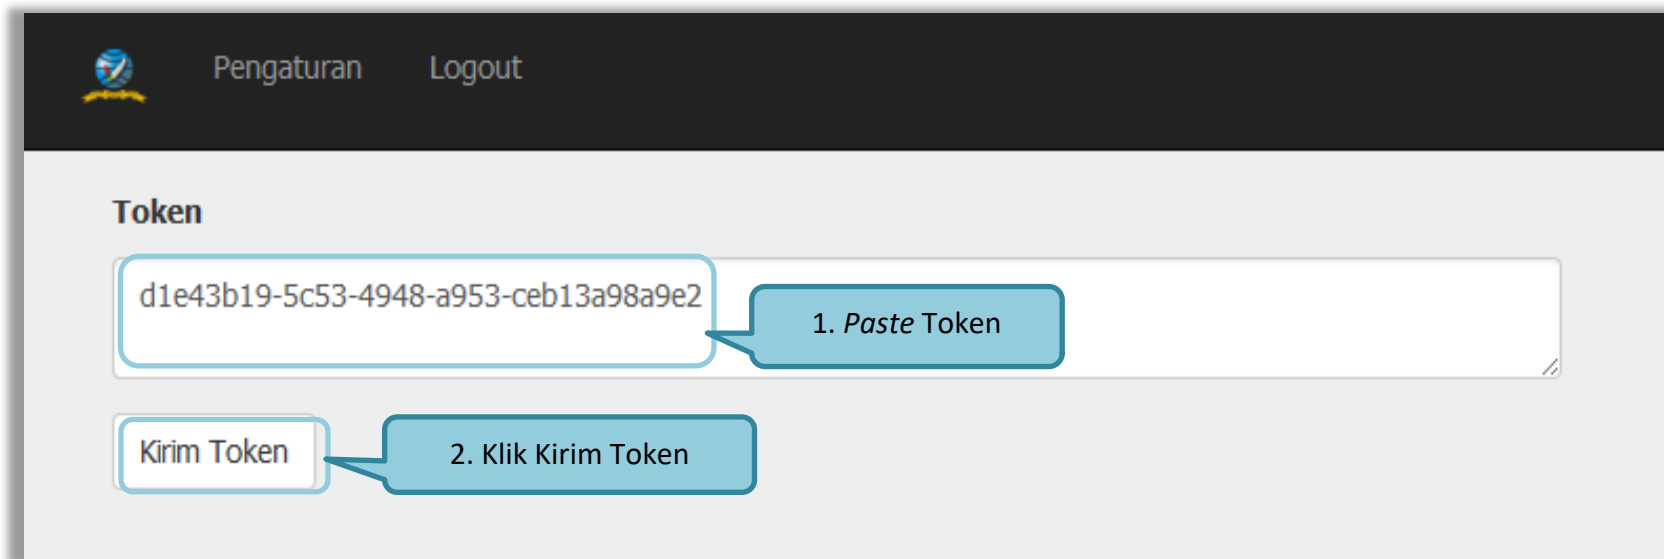 Pengaturan Logout
Token
d1e43b19-5c53-4948-a953-ceb13a98a9e2
1. Paste Token
Kirim Token
2. Klik Kirim Token